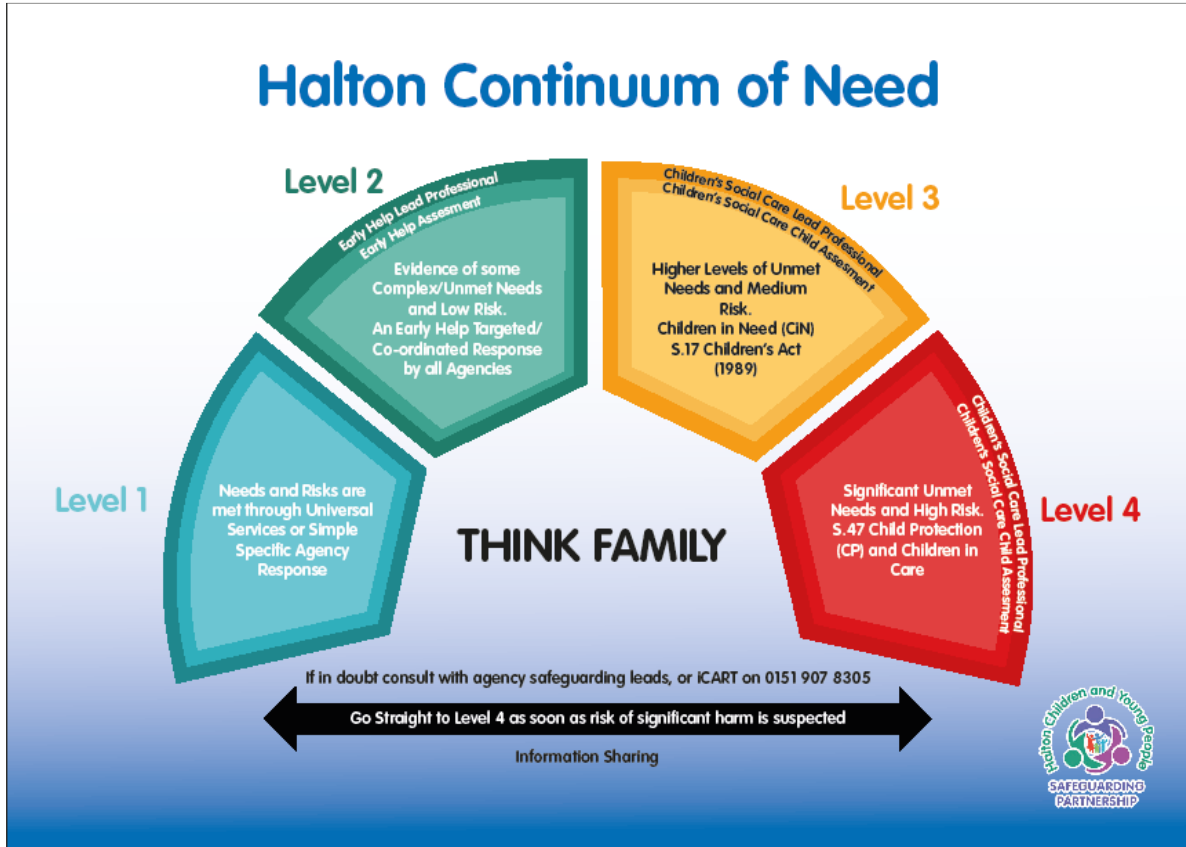 Halton Continuum of Need
Level 1
Needs and Risks are
met through Universal
Services or Simple
Specific Agency
Response
Level 2
Early Help Lead Professional
Early Help Assesment
Evidence of some
Complex/Unmet Needs
and Low Risk.
An Early Help Targeted/
Co-ordinated Response
by all Agencies
Level 3
Children's Social Care Lead Professional
Children's Social Care Child Assesment
Higher Levels of Unmet
Needs and Medium
Risk.
Children in Need (CiN)
S.17 Children's Act
(1989)
Level 4
Children's Social Care Lead Professional
Children's Social Care Child Assesment
Significant Unmet
Needs and High Risk.
S.47 Child Protection
(CP) and Children in
Care
THINK FAMILY
If in doubt consult with agency safeguarding leads, or iCART on 0151 907 8305
Go Straight to Level 4 as soon as risk of significant harm is suspected
Information Sharing
Halton Children and Young People
SAFEGUARDING
PARTNERSHIP